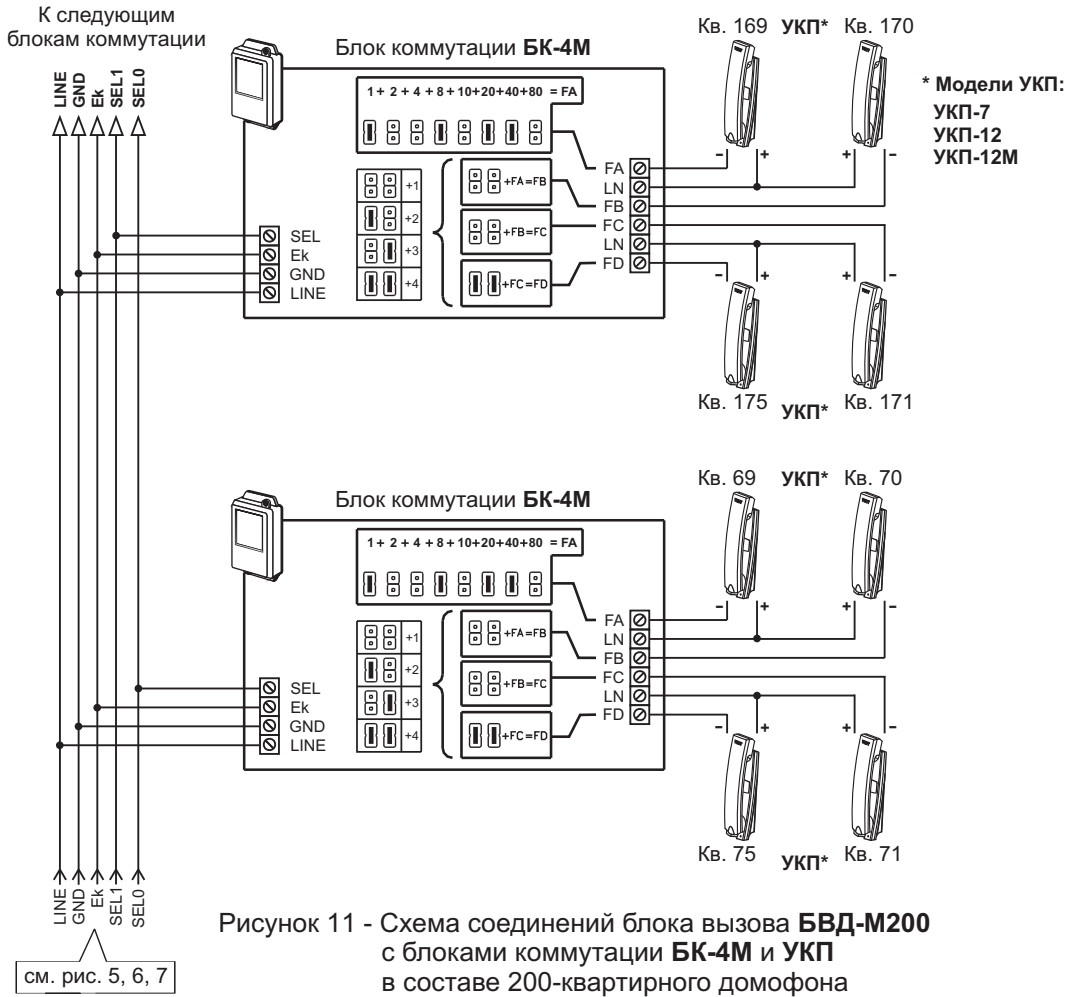 К следующим
блокам коммутации
LINE
GND
Ek
SEL1
SEL0
Блок коммутации БК-4М
1 + 2 + 4 + 8 + 10+20+40+80 = FA
+1
+2
+3
+4
+FA=FB
+FB=FC
+FC=FD
SEL
Ek
GND
LINE
FA
LN
FB
FC
LN
FD
Кв. 169 УКП* Кв. 170
- + + -
- + + -
Кв. 175 УКП* Кв. 171
* Модели УКП:
УКП-7
УКП-12
УКП-12М
Блок коммутации БК-4М
1 + 2 + 4 + 8 + 10+20+40+80 = FA
+1
+2
+3
+4
+FA=FB
+FB=FC
+FC=FD
SEL
Ek
GND
LINE
FA
LN
FB
FC
LN
FD
Кв. 69 УКП* Кв. 70
- + + -
- + + -
Кв. 75 УКП* Кв. 71
LINE
GND
Ek
SEL1
SEL0
см. рис. 5, 6, 7
Рисунок 11 - Схема соединений блока вызова БВД-М200
с блоками коммутации БК-4М и УКП
в составе 200-квартирного домофона